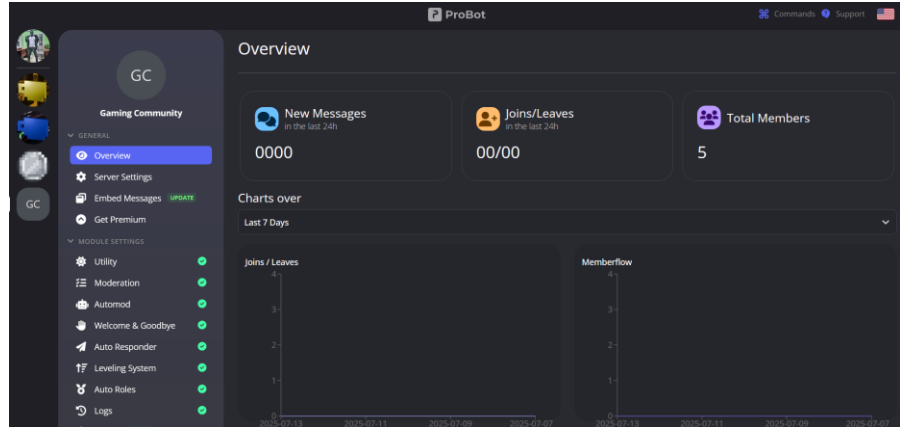 ProBot
Commands
Support
GC
Gaming Community
GENERAL
Overview
Server Settings
Embed Messages UPDATE
Get Premium
MODULE SETTINGS
Utility
Moderation
Automod
Welcome & Goodbye
Auto Responder
Leveling System
Auto Roles
Logs
GC
Overview
New Messages
in the last 24h
0000
Joins/Leaves
in the last 24h
00/00
Total Members
5
Charts over
Last 7 Days
Joins / Leaves
4
3
2
1
0
2025-07-13 2025-07-11 2025-07-09 2025-07-07
Memberflow
4
3
2
1
0
2025-07-13 2025-07-11 2025-07-09 2025-07-07